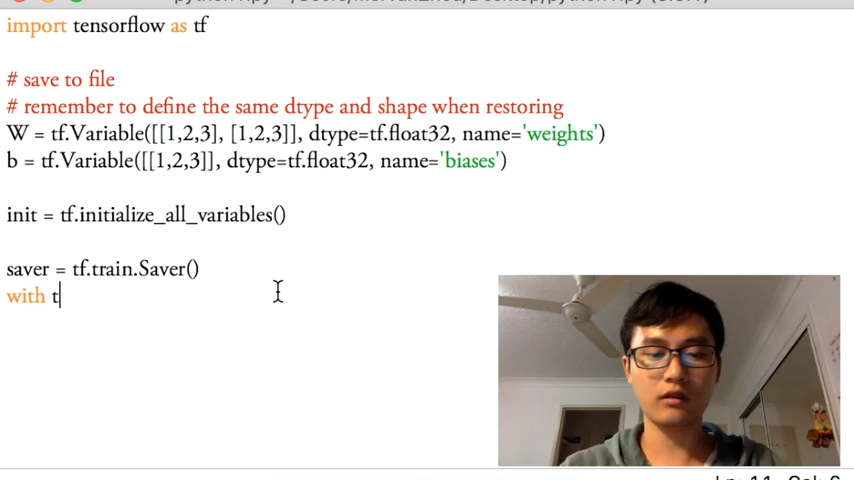 import tensorflow as tf
# save to file
# remember to define the same dtype and shape when restoring
W = tf.Variable([[1,2,3], [1,2,3]], dtype=tf.float32, name='weights')
b = tf.Variable([[1,2,3]], dtype=tf.float32, name='biases')
init = tf.initialize_all_variables()
saver = tf.train.Saver()
with t